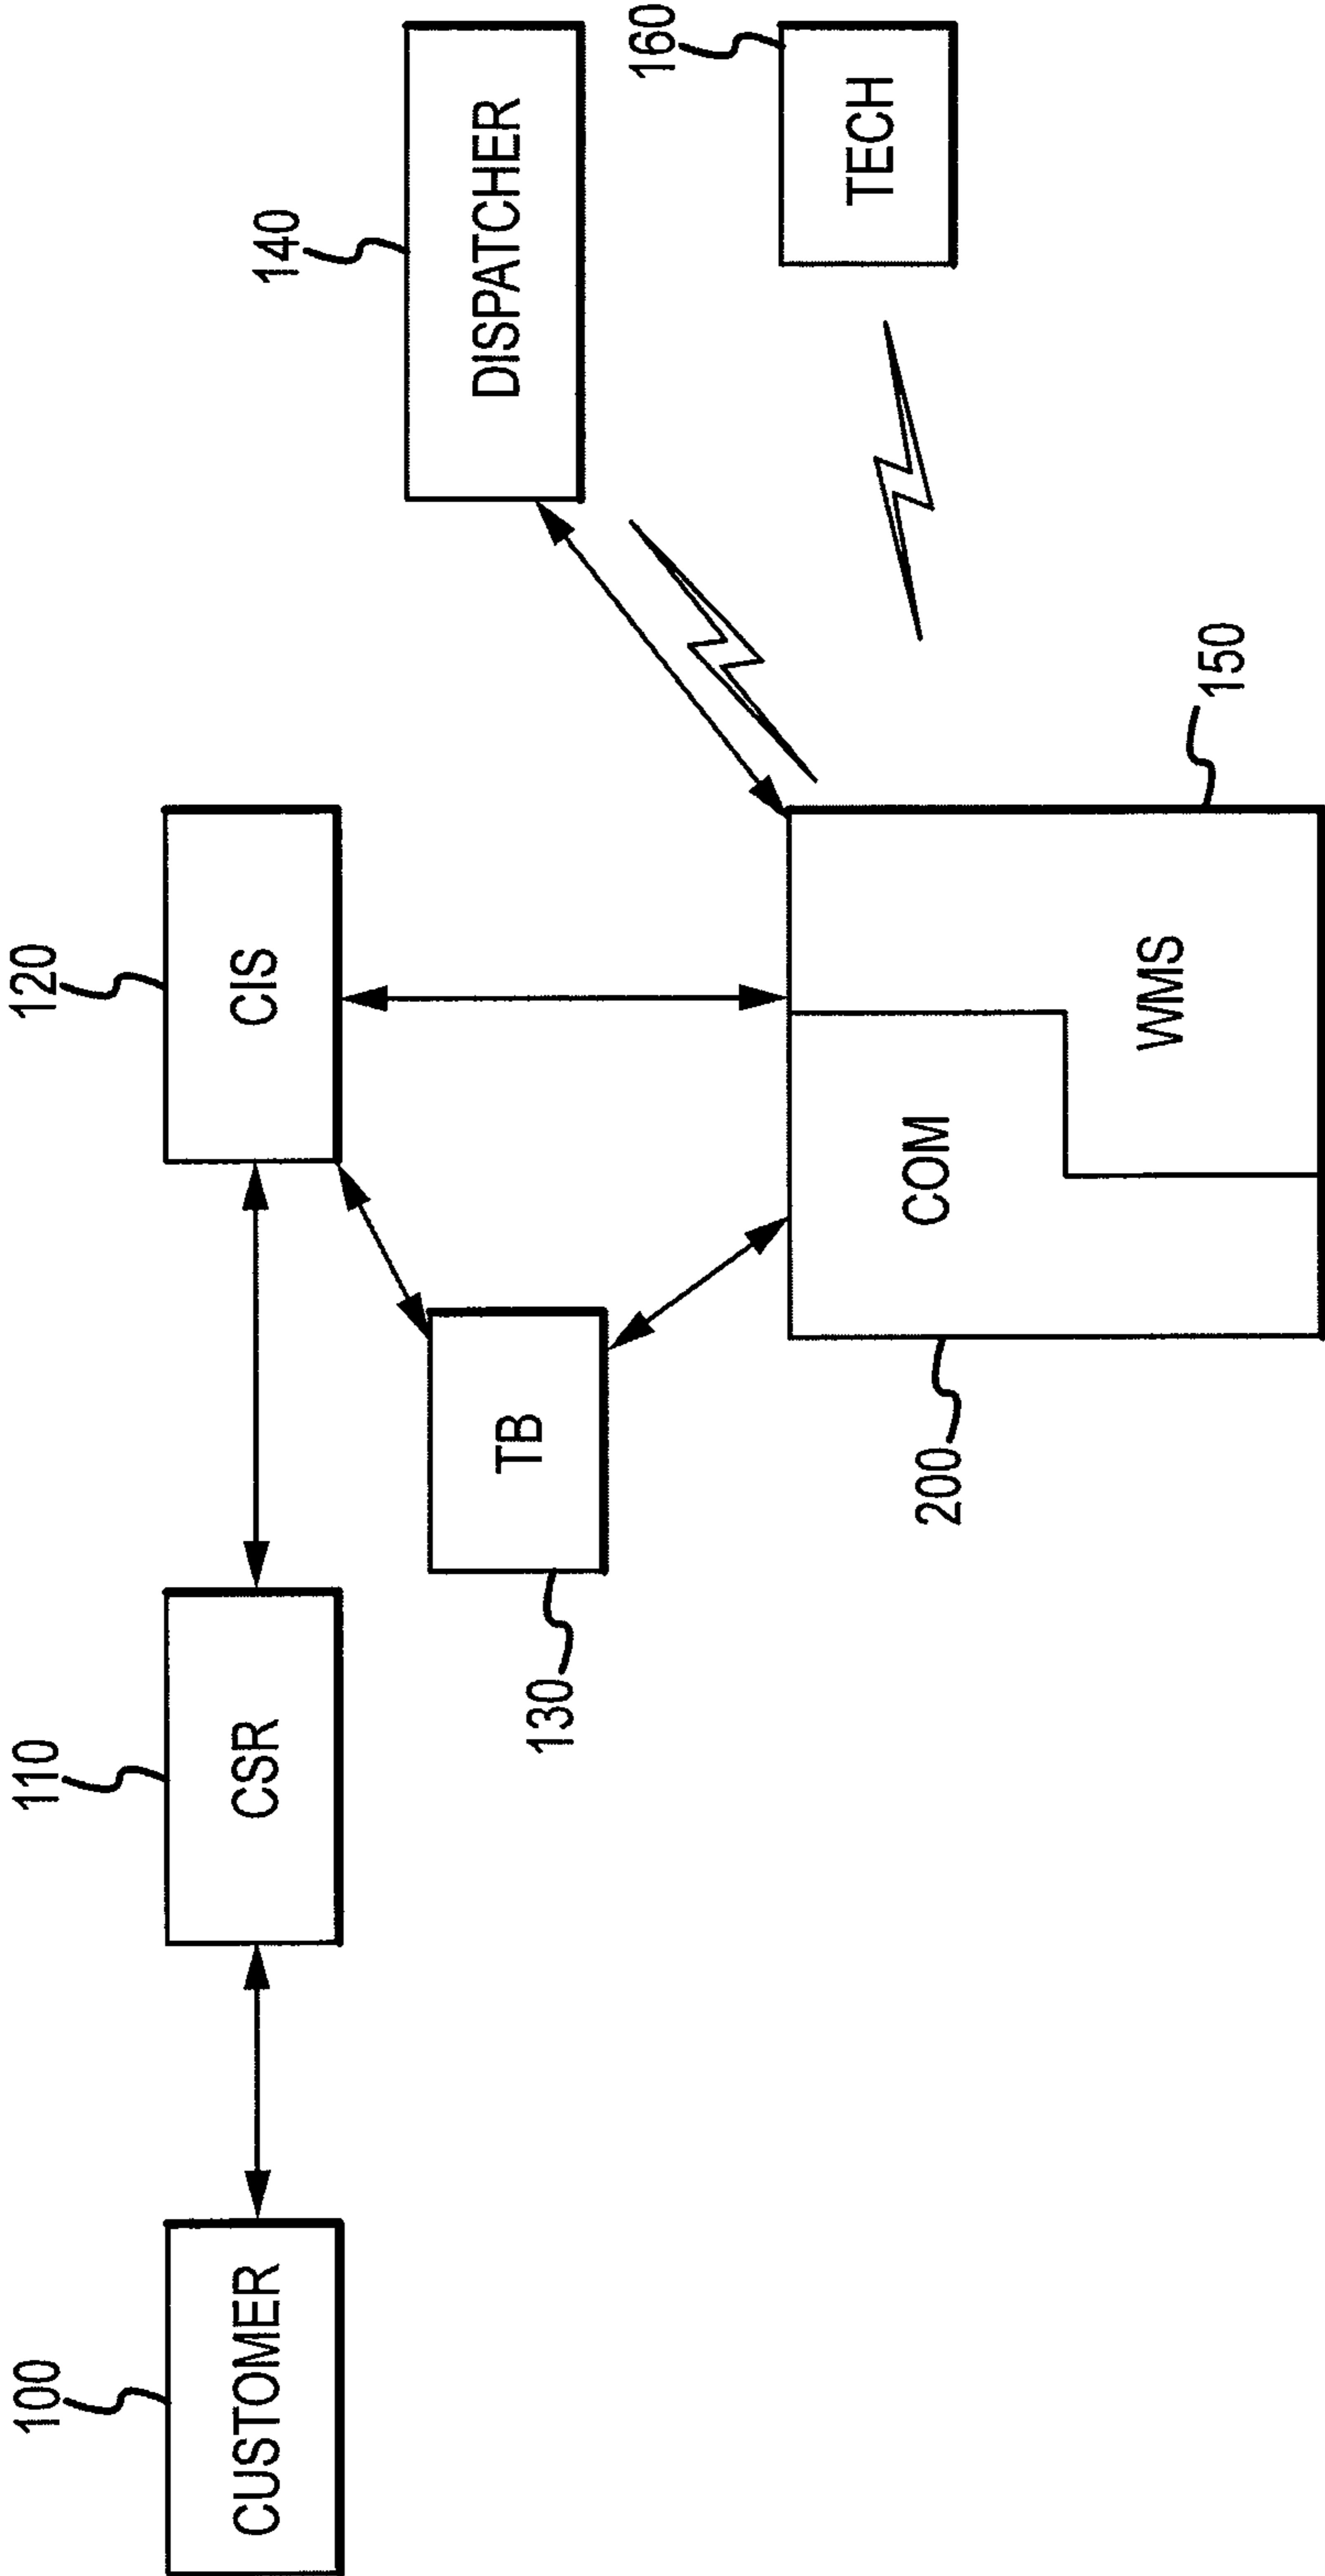 100
CUSTOMER
110
CSR
120
CIS
130
TB
140
DISPATCHER
200
COM
WMS
150
160
TECH